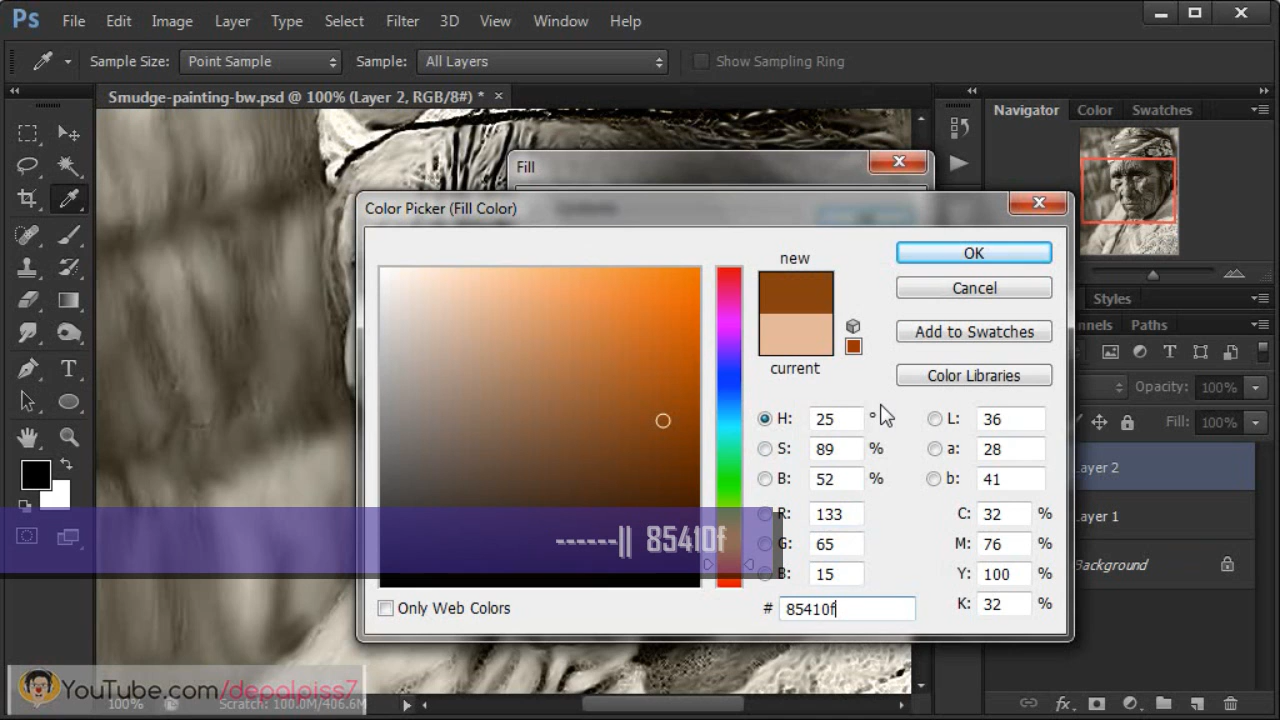 Ps File Edit Image Layer Type Select Filter 3D View Window Help
Sample Size: Point Sample Sample: All Layers Show Sampling Ring
Smudge-painting-bw.psd @ 100% (Layer 2, RGB/8#) * ×
Navigator Color Swatches
Fill
Color Picker (Fill Color)
new
OK
Cancel
Styles
Add to Swatches
nnels Paths
current
Color Libraries
Opacity: 100%
H: 25 ° L: 36
Fill: 100%
S: 89 % a: 28
B: 52 % b: 41
ayer 2
R: 133 C: 32 %
ayer 1
------|| 85410f
G: 65 M: 76 %
B: 15 Y: 100 %
Background
Only Web Colors # 85410f K: 32 %
YouTube.com/depalpiss7
100% Scratch: 100.0M/406.6M